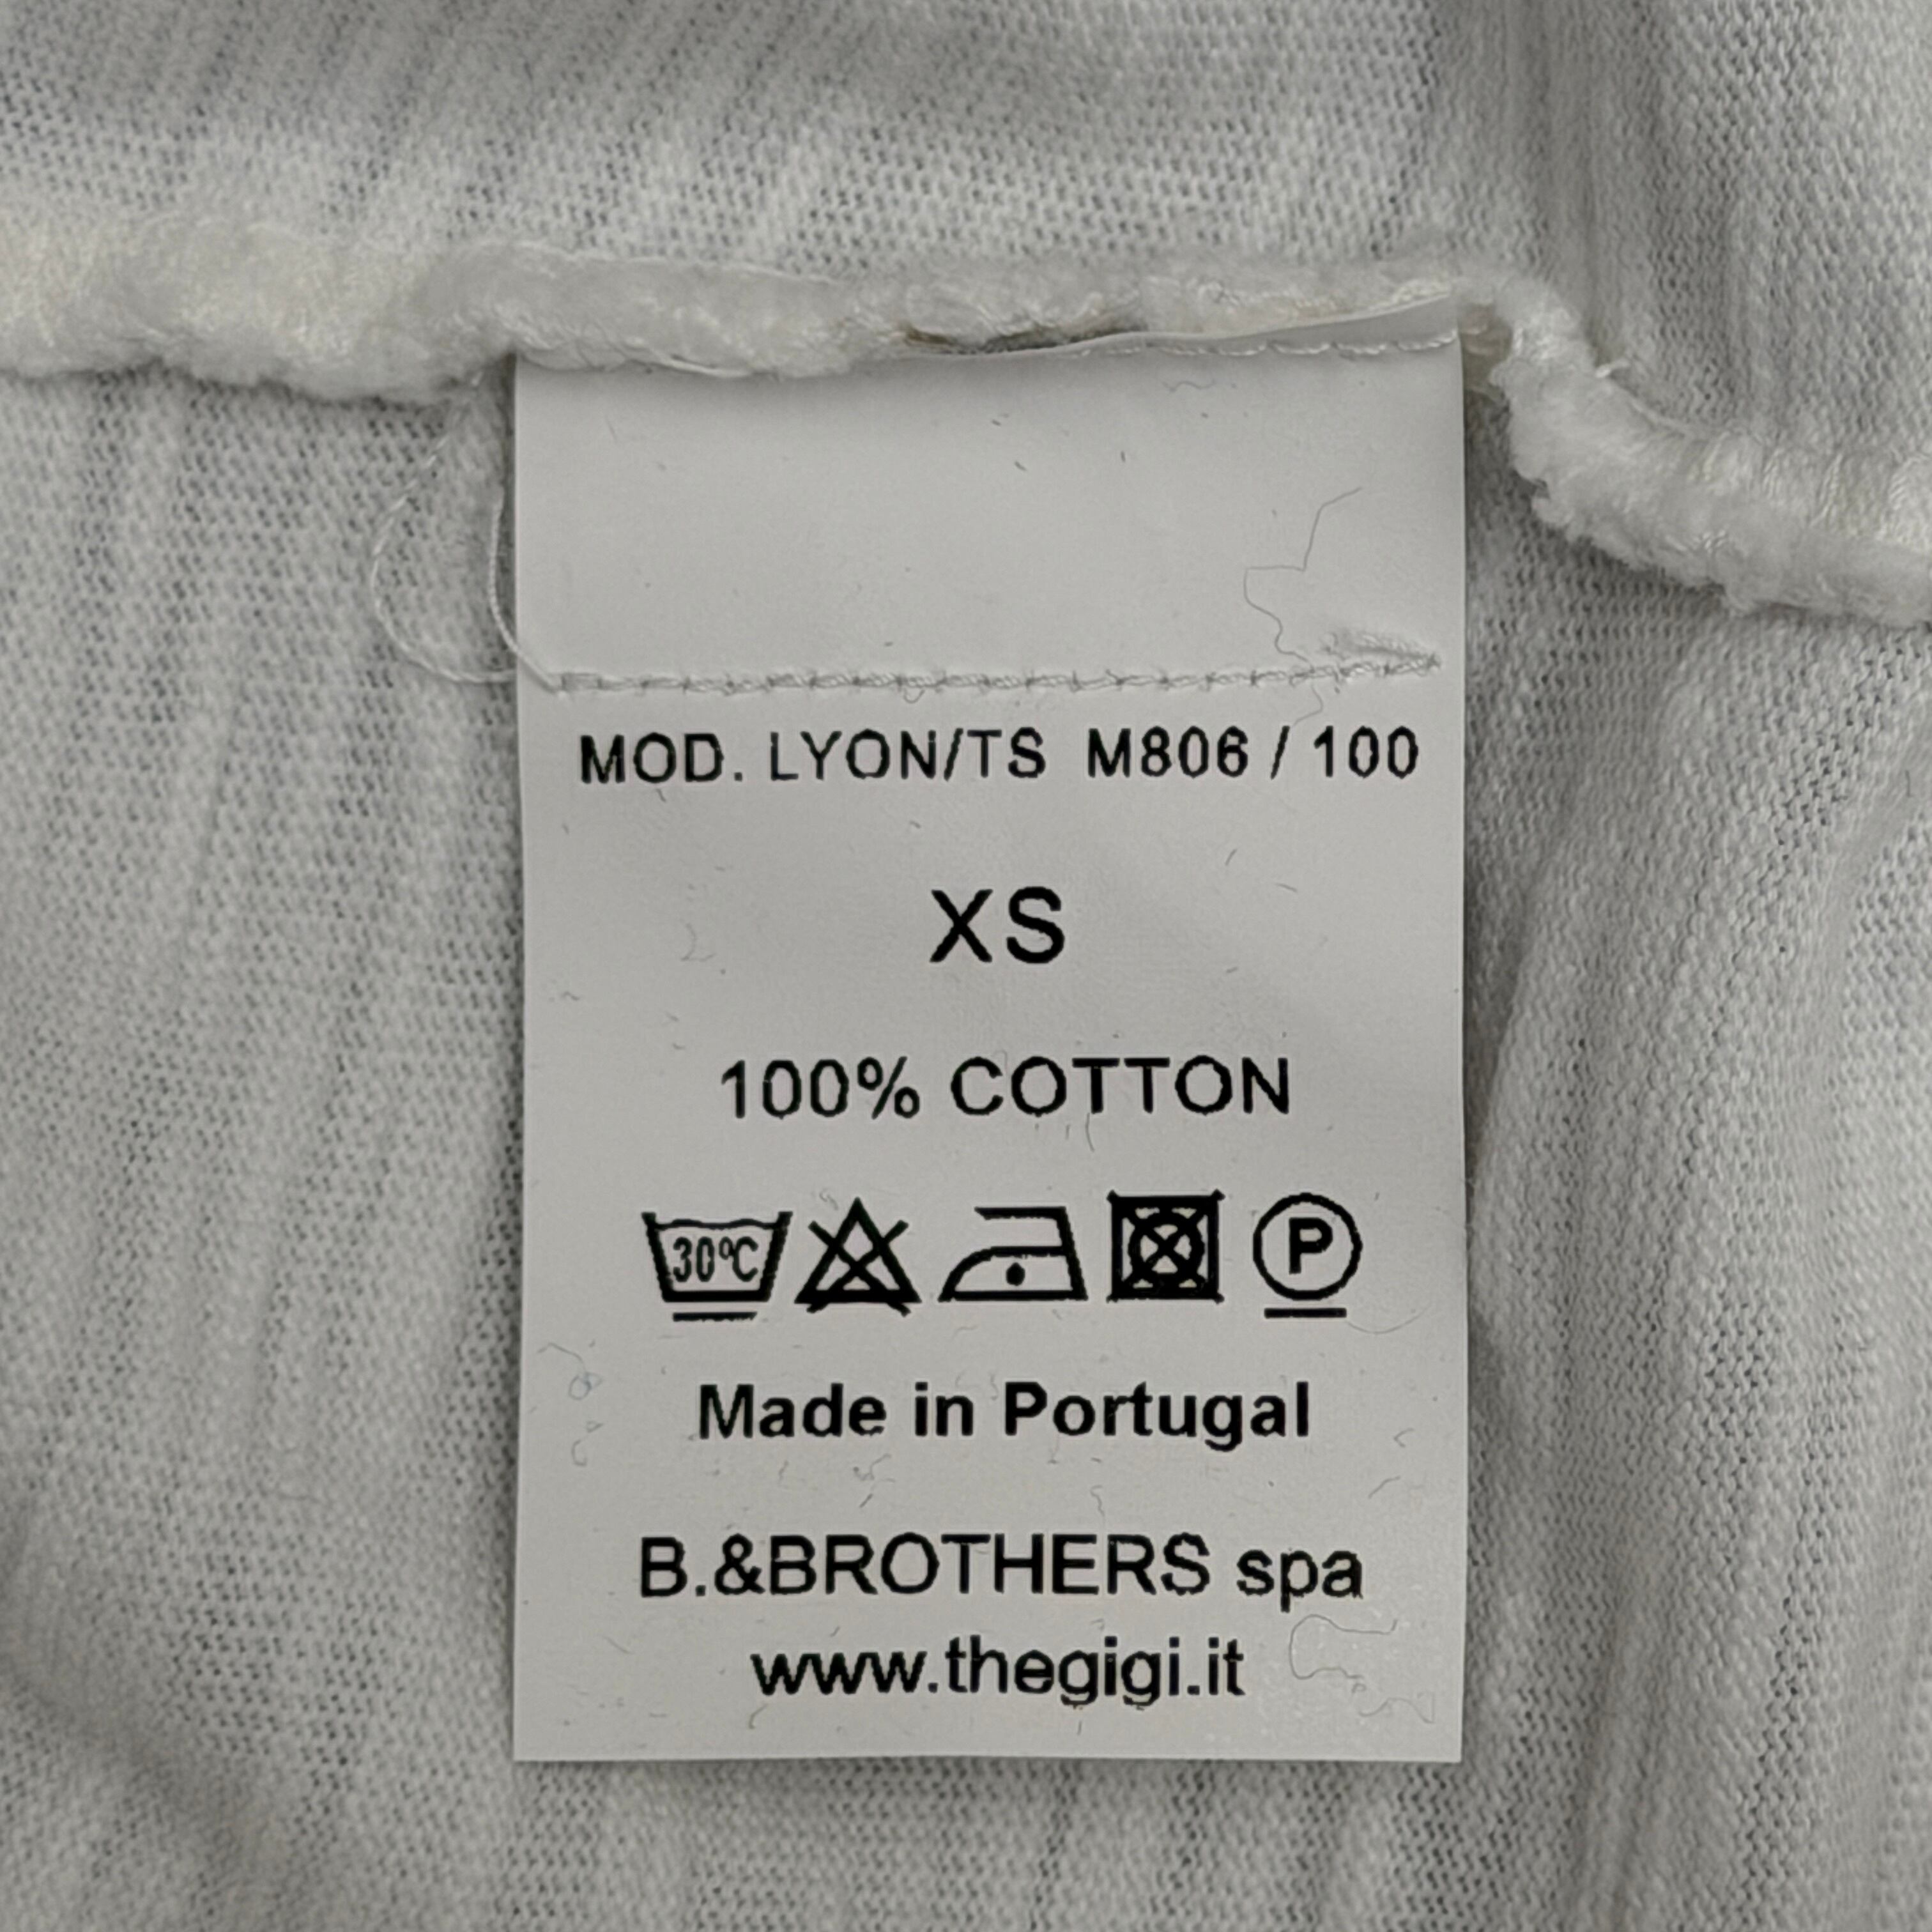 MOD. LYON/TS M806 / 100
XS
100% COTTON
30°C P
Made in Portugal
B.&BROTHERS spa
www.thegigi.it